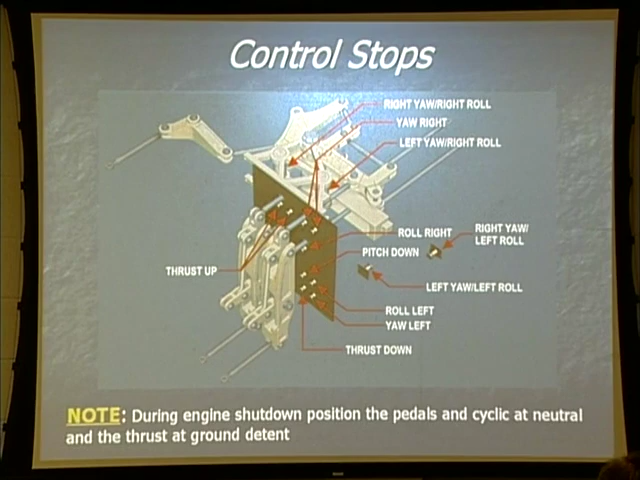 Control Stops
RIGHT YAW/RIGHT ROLL
YAW RIGHT
LEFT YAW/RIGHT ROLL
ROLL RIGHT
RIGHT YAW/
LEFT ROLL
PITCH DOWN
THRUST UP
LEFT YAW/LEFT ROLL
ROLL LEFT
YAW LEFT
THRUST DOWN
NOTE: During engine shutdown position the pedals and cyclic at neutral
and the thrust at ground detent